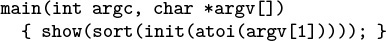 main(int argc, char *argv[])
{ show(sort(init(atoi(argv[1])))); }